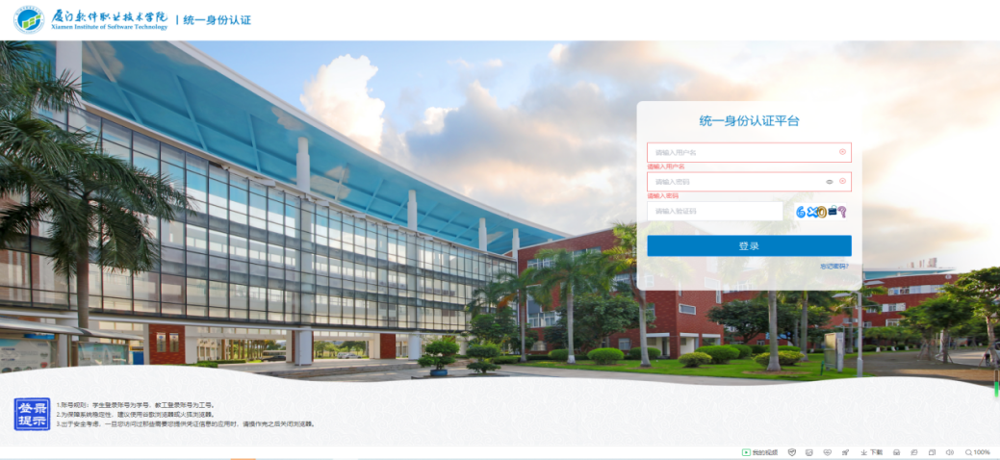 厦门软件职业技术学院
Xiamen Institute of Software Technology
统一身份认证
统一身份认证平台
请输入用户名
请输入用户名
请输入密码
请输入密码
请输入验证码
登录
忘记密码?
登录
提示
1.账号规则：学生登录账号为学号、教工登录账号为工号。
2.为保障系统稳定性，建议使用谷歌浏览器或火狐浏览器。
3.出于安全考虑，一旦您访问过那些需要您提供凭证信息的应用时，请操作完之后关闭浏览器。
我的视频
下载
100%